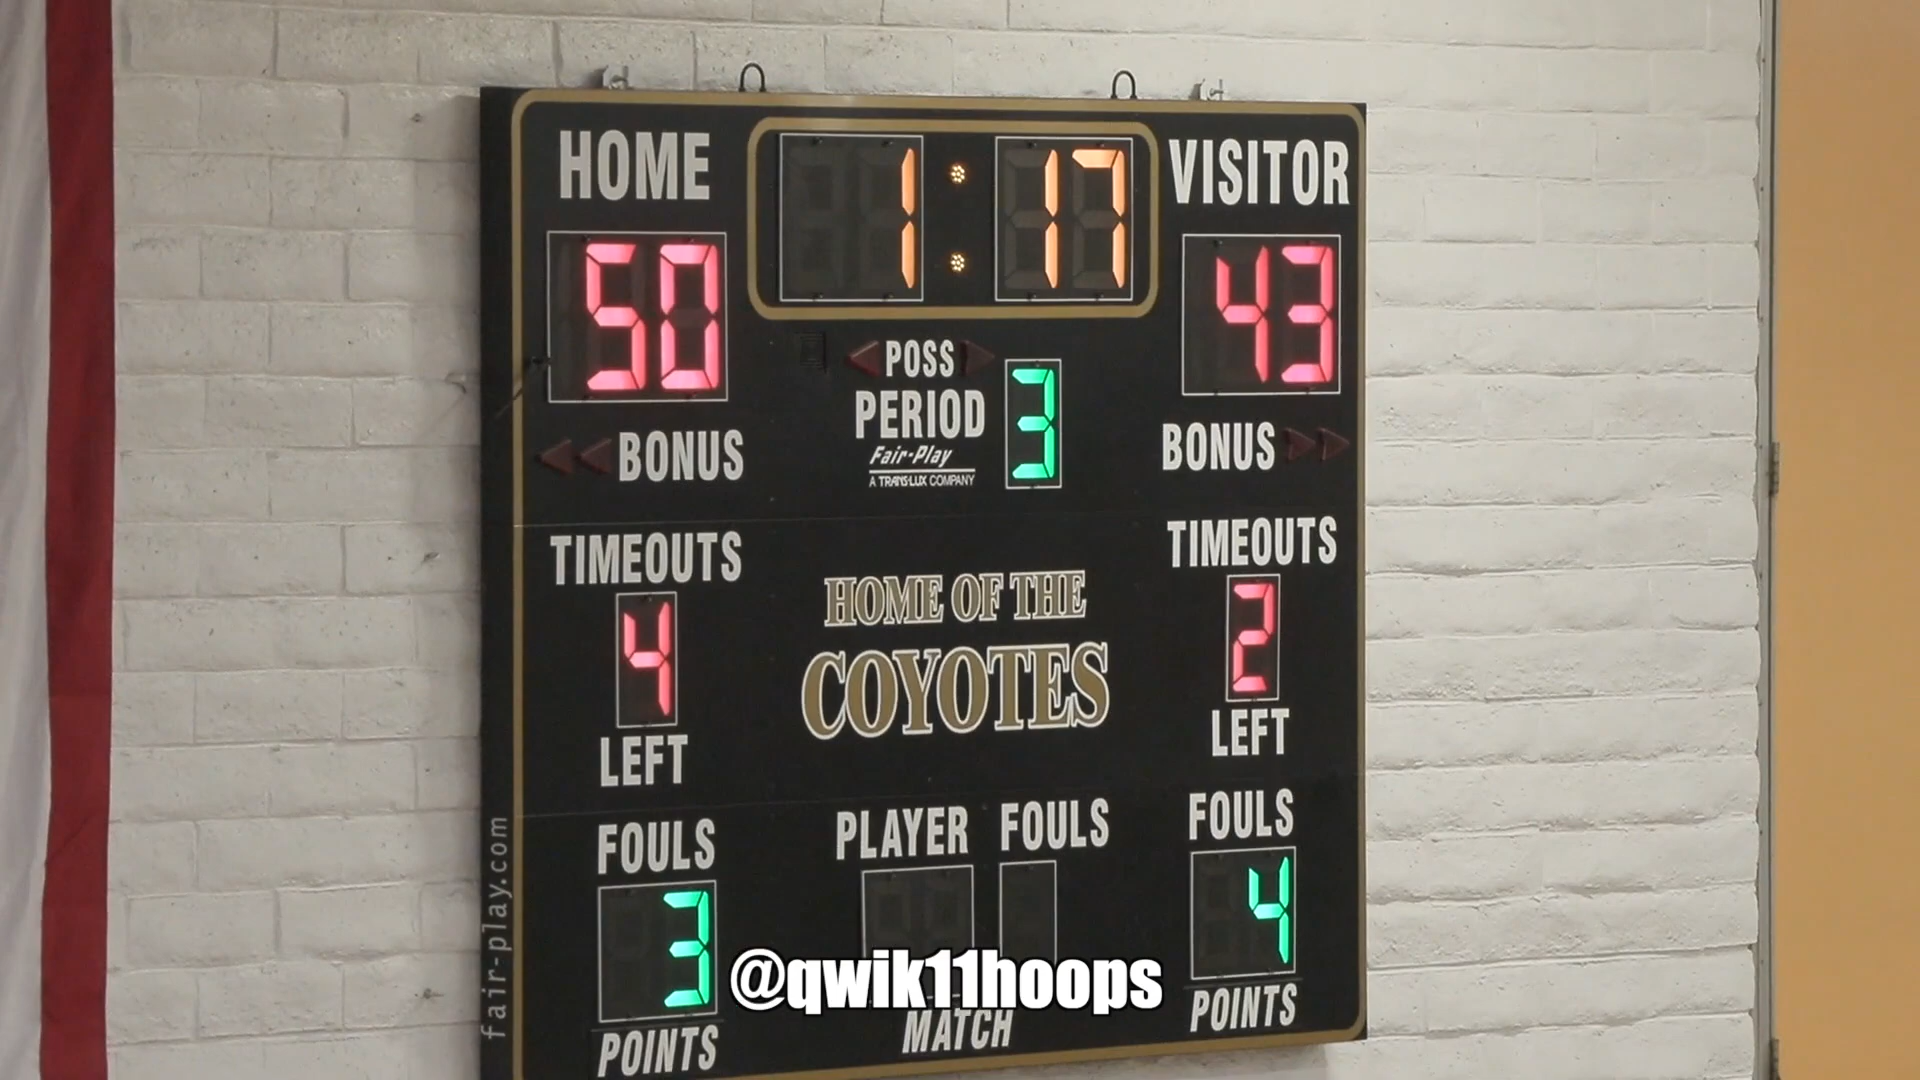 HOME
1:17
VISITOR
50
43
POSS
PERIOD
3
Fair-Play
A TRANS-LUX COMPANY
BONUS
BONUS
TIMEOUTS
TIMEOUTS
4
2
LEFT
LEFT
HOME OF THE
COYOTES
FOULS
PLAYER FOULS
FOULS
3
4
@qwik11hoops
POINTS
MATCH
POINTS
fair-play.com